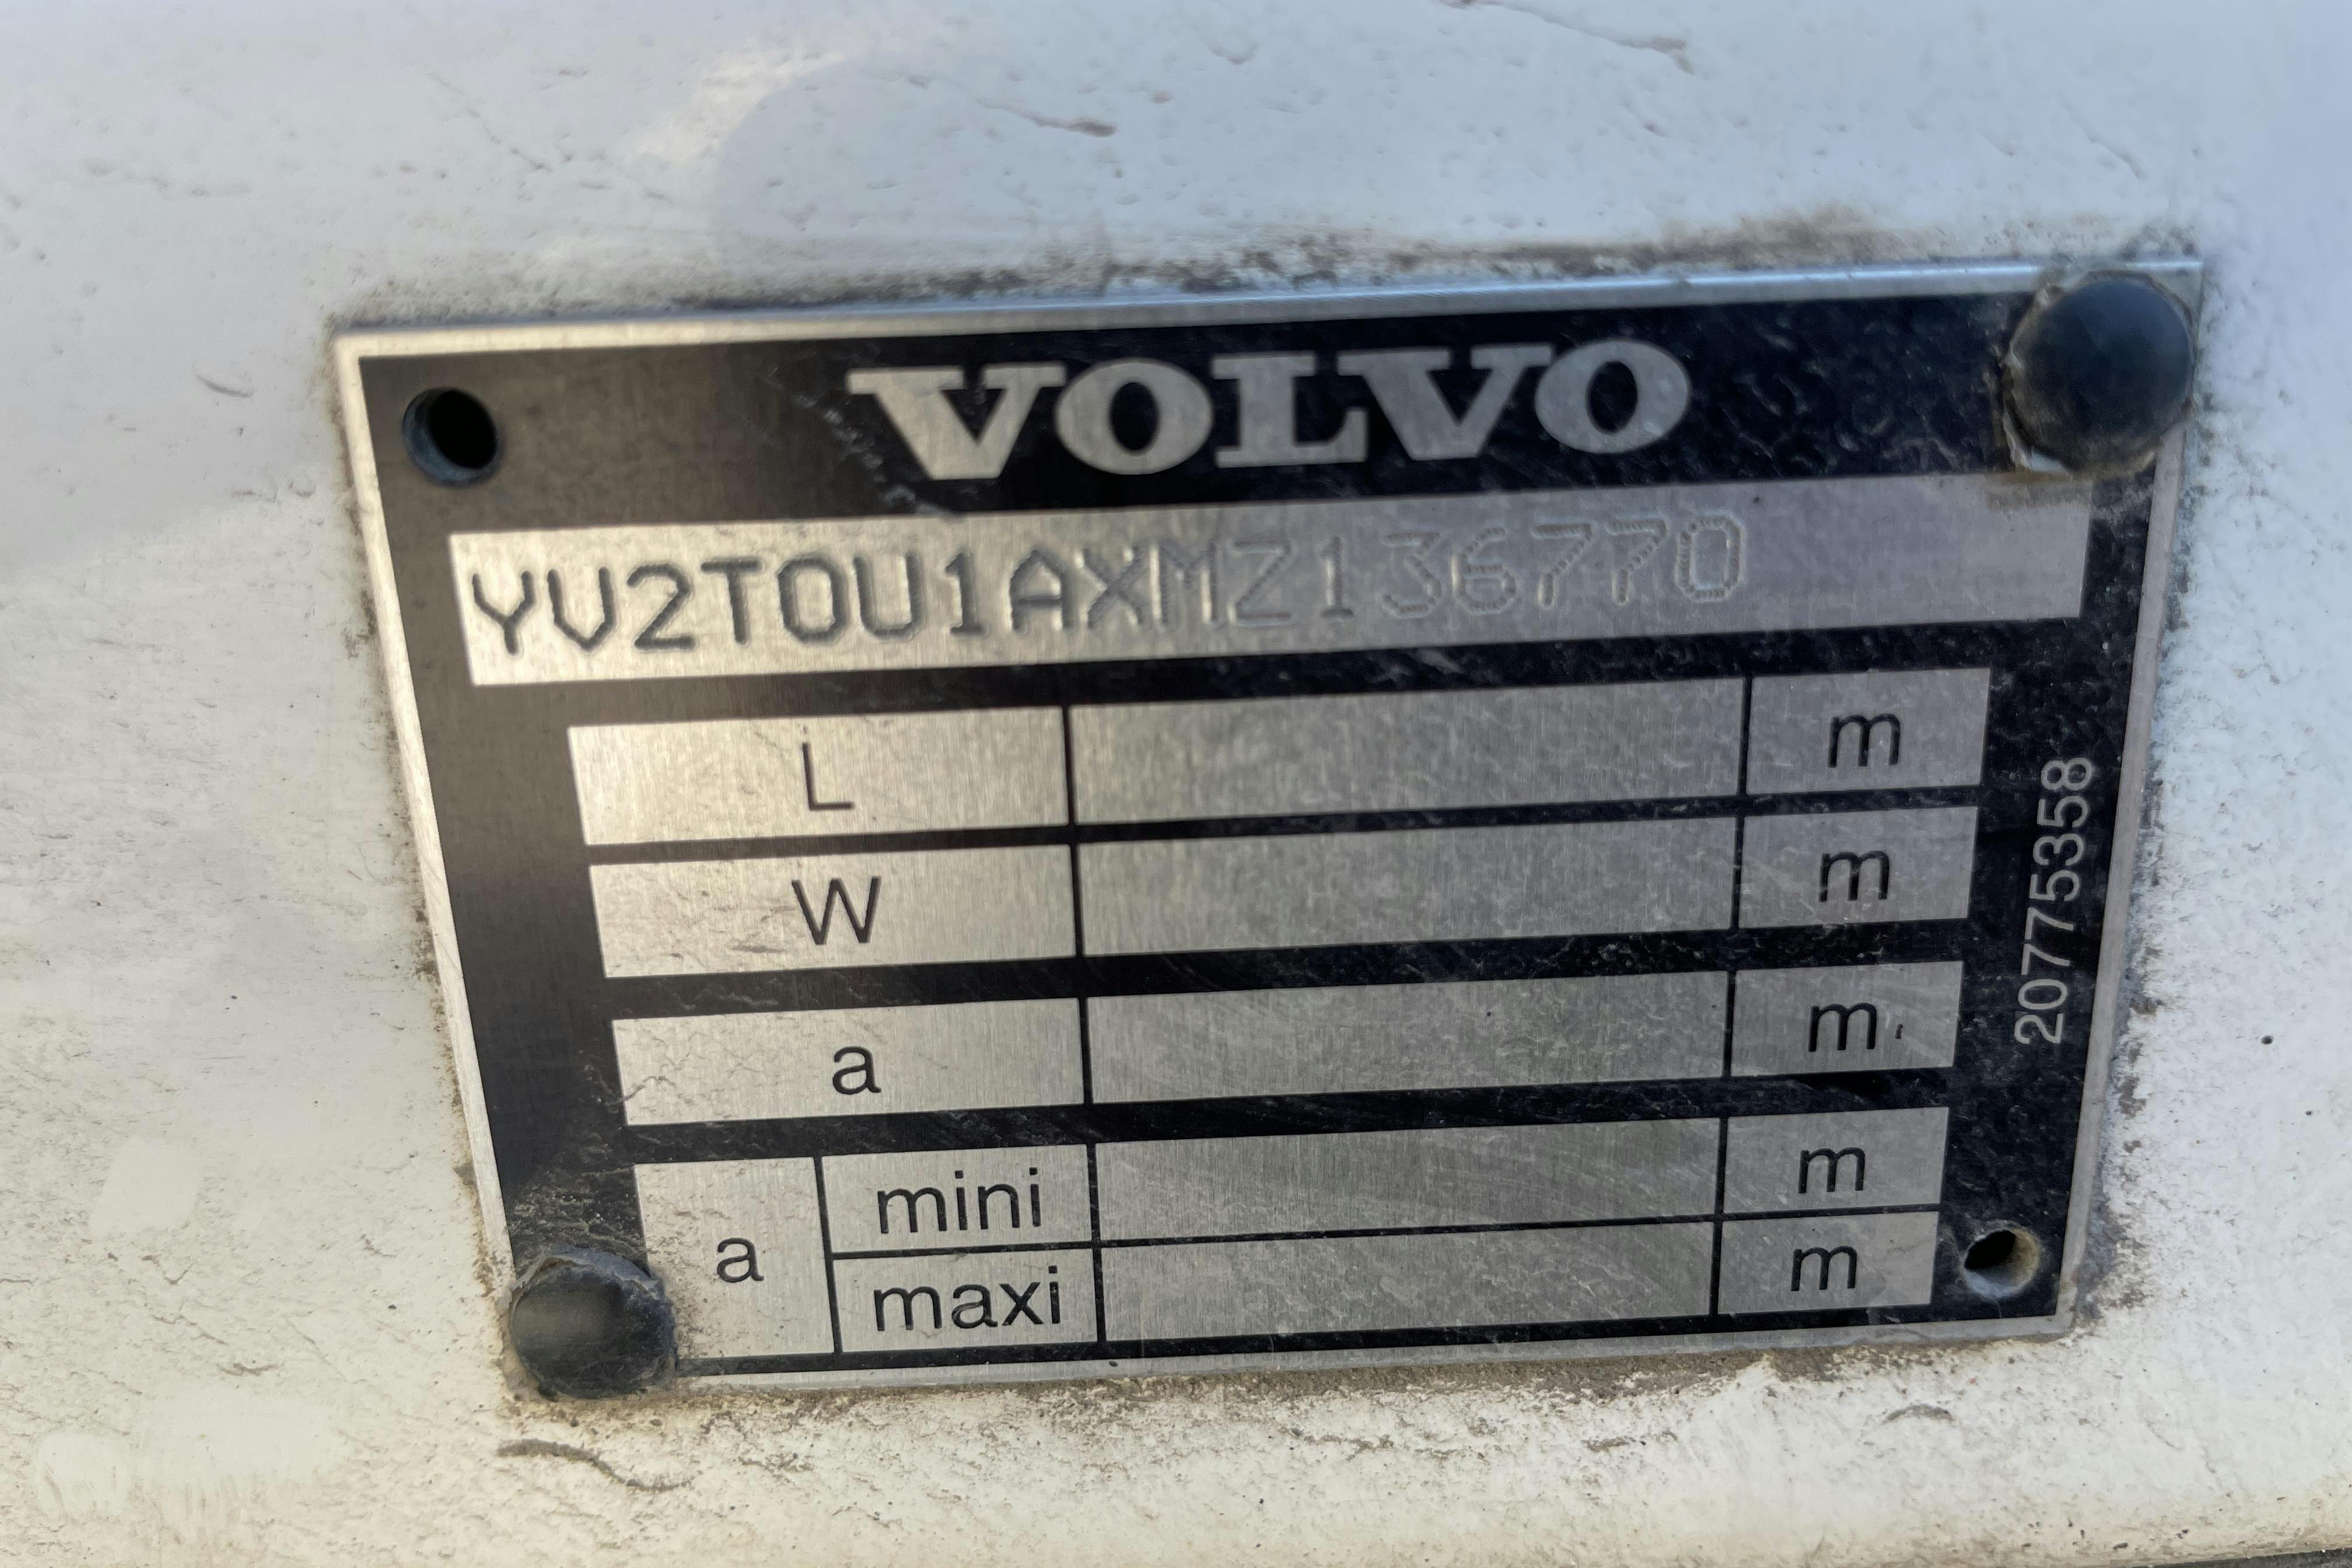 VOLVO
YV2T0U1AXMZ136770
L m
W m
a m
a mini m
maxi m
20775358